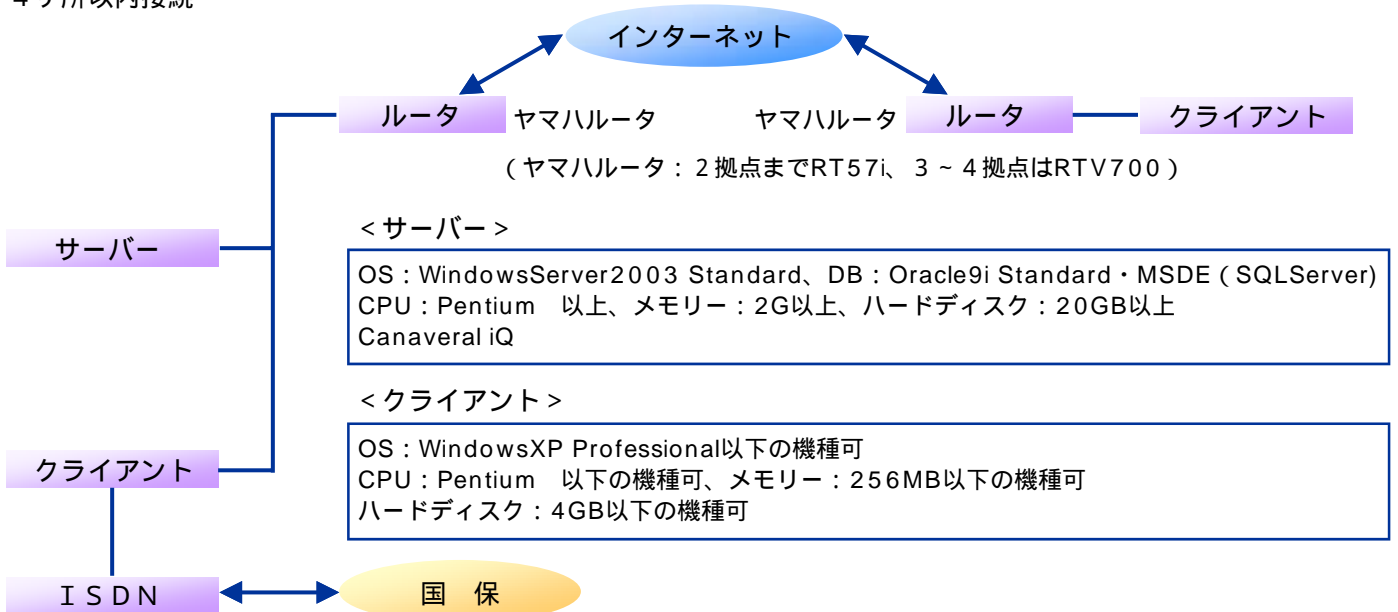 ４ヶ所以内接続
インターネット
ルータ ヤマハルータ ヤマハルータ ルータ クライアント
（ヤマハルータ：２拠点までRT57i、３～４拠点はRTV700）
サーバー
＜サーバー＞
OS：WindowsServer2003 Standard、DB：Oracle9i Standard・MSDE（SQLServer)
CPU：Pentium　以上、メモリー：2G以上、ハードディスク：20GB以上
Canaveral iQ
＜クライアント＞
クライアント
OS：WindowsXP Professional以下の機種可
CPU：Pentium　以下の機種可、メモリー：256MB以下の機種可
ハードディスク：4GB以下の機種可
ＩＳＤＮ
国　保